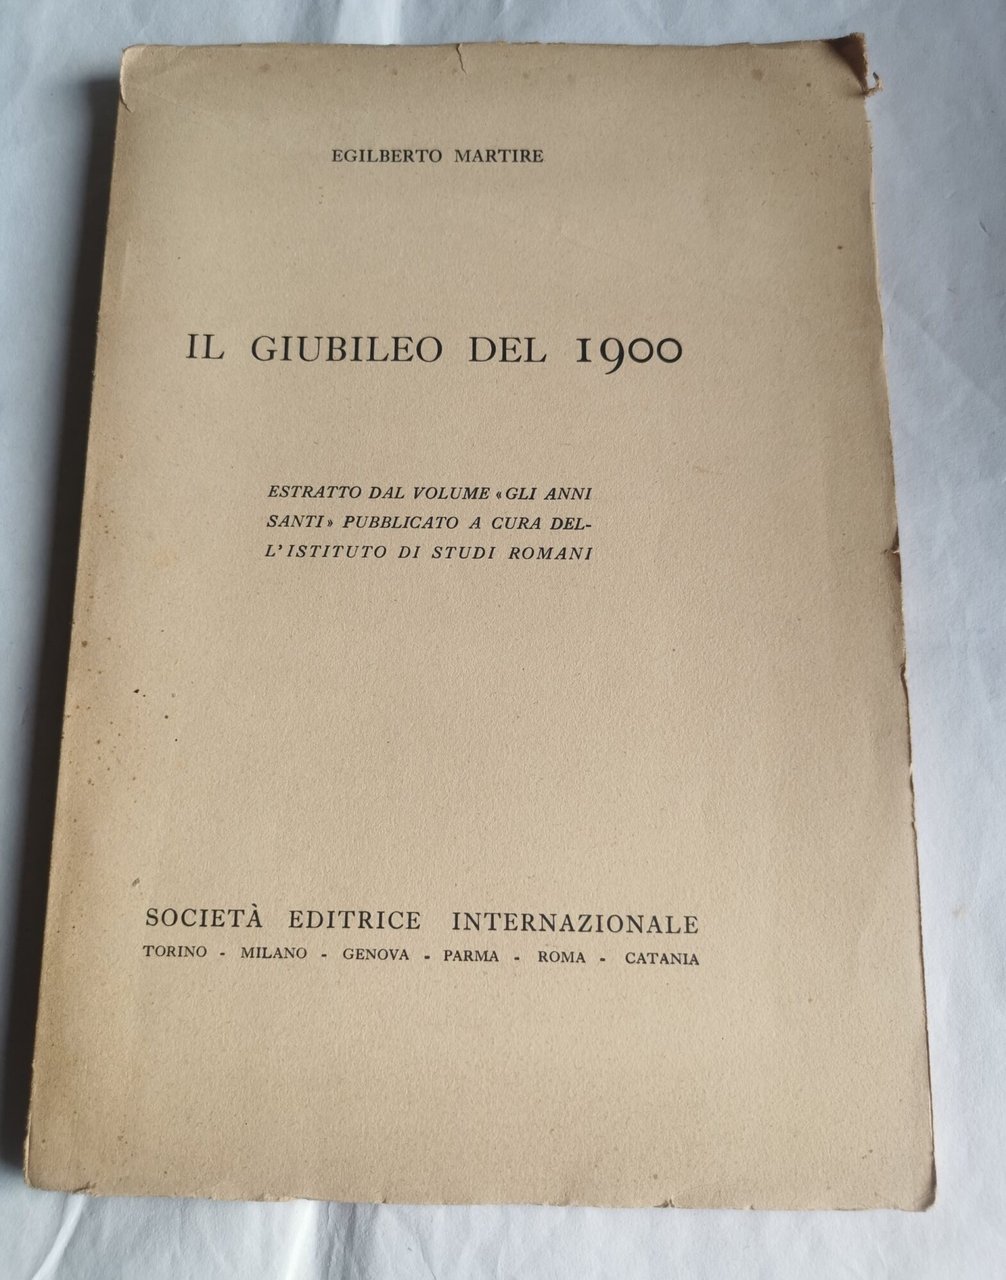 EGILBERTO MARTIRE
IL GIUBILEO DEL 1900
ESTRATTO DAL VOLUME «GLI ANNI
SANTI» PUBBLICATO A CURA DEL-
L'ISTITUTO DI STUDI ROMANI
SOCIETÀ EDITRICE INTERNAZIONALE
TORINO - MILANO - GENOVA - PARMA - ROMA - CATANIA